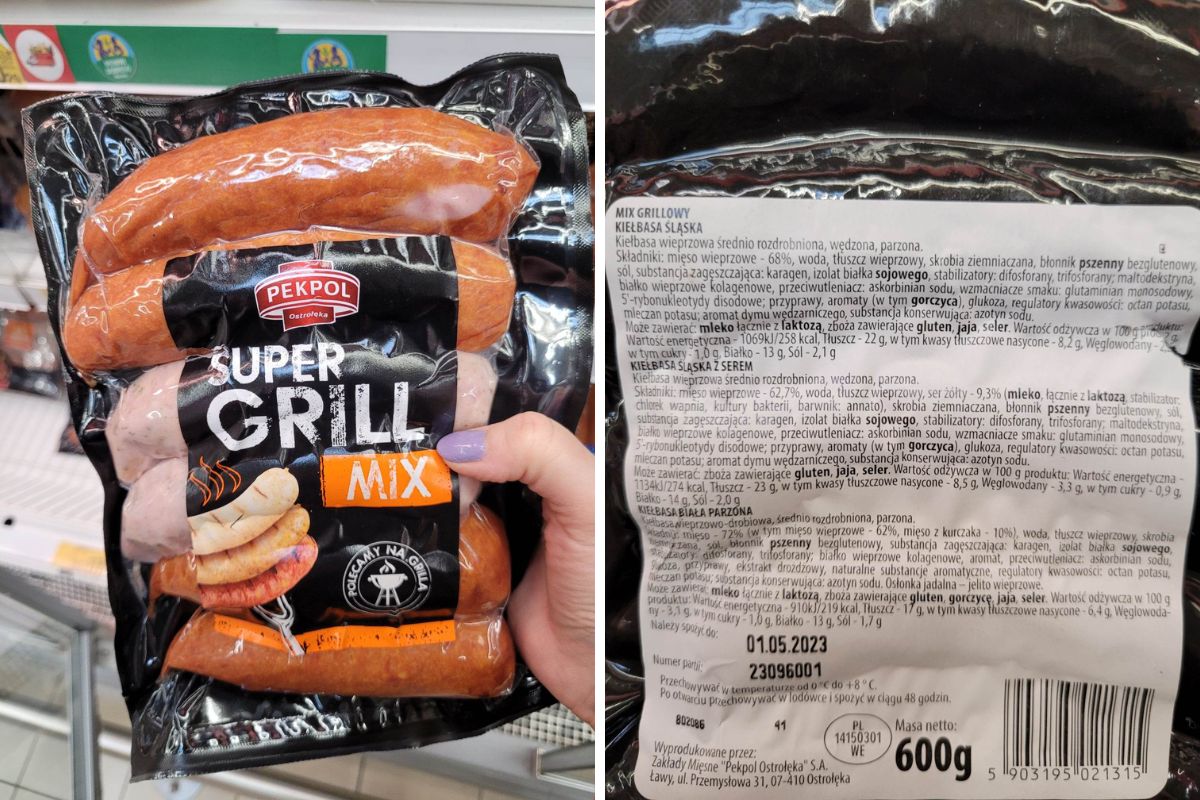 PEKPOL
Ostrołęka
SUPER
GRILL
MIX
POLECAMY NA GRILLA
MIX GRILLOWY
KIEŁBASA ŚLĄSKA
Kiełbasa wieprzowa średnio rozdrobniona, wędzona, parzona.
Składniki: mięso wieprzowe - 68%, woda, tłuszcz wieprzowy, skrobia ziemniaczana, błonnik pszenny bezglutenowy,
sól, substancja zagęszczająca: karagen, izolat białka sojowego, stabilizator: difosforany, trifosforany; maltodekstryna,
białko wieprzowe kolagenowe, przeciwutleniacz: askorbinian sodu, wzmacniacze smaku: glutaminian monosodowy,
5'-rybonukleotydy disodowe; przyprawy, aromaty (w tym gorczyca), glukoza, regulatory kwasowości: octan potasu,
mleczan potasu; aromat dymu wędzarniczego, substancja konserwująca: azotyn sodu.
Może zawierać: mleko łącznie z laktozą, zboża zawierające gluten, jaja, seler. Wartość odżywcza w 100 g produktu:
Wartość energetyczna - 1069kJ/258 kcal, Tłuszcz - 22 g, w tym kwasy tłuszczowe nasycone - 8,2 g, Węglowodany -
w tym cukry - 1,0 g, Białko - 13 g, Sól - 2,1 g
KIEŁBASA ŚLĄSKA Z SEREM
Kiełbasa wieprzowa średnio rozdrobniona, wędzona, parzona.
Składniki: mięso wieprzowe - 62,7%, woda, tłuszcz wieprzowy, ser żółty - 9,3% (mleko, łącznie z laktozą, stabilizator:
chlorek wapnia, kultury bakterii, barwnik: annato), skrobia ziemniaczana, błonnik pszenny bezglutenowy, sól,
substancja zagęszczająca: karagen, izolat białka sojowego, stabilizator: difosforany, trifosforany; maltodekstryna,
białko wieprzowe kolagenowe, przeciwutleniacz: askorbinian sodu, wzmacniacze smaku: glutaminian monosodowy,
5'-rybonukleotydy disodowe; przyprawy, aromaty (w tym gorczyca), glukoza, regulatory kwasowości: octan potasu,
mleczan potasu; aromat dymu wędzarniczego, substancja konserwująca: azotyn sodu.
Może zawierać: zboża zawierające gluten, jaja, seler. Wartość odżywcza w 100 g produktu: Wartość energetyczna -
1134kJ/274 kcal, Tłuszcz - 23 g, w tym kwasy tłuszczowe nasycone - 8,5 g, Węglowodany - 3,3 g, w tym cukry - 0,9 g,
Białko - 14 g, Sól - 2,0 g
KIEŁBASA BIAŁA PARZONA
Kiełbasa wieprzowo-drobiowa, średnio rozdrobniona, parzona.
Składniki: mięso - 72% (w tym mięso wieprzowe - 62%, mięso z kurczaka - 10%), woda, tłuszcz wieprzowy, skrobia
sól, błonnik pszenny bezglutenowy, substancja zagęszczająca: karagen, izolat białka sojowego,
difosforany, trifosforany; białko wieprzowe kolagenowe, aromat, przeciwutleniacz: askorbinian sodu,
glukoza, przyprawy, ekstrakt drożdżowy, naturalne substancje aromatyczne, regulatory kwasowości: octan potasu,
mleczan potasu; substancja konserwująca: azotyn sodu. Osłonka jadalna – jelito wieprzowe.
Może zawierać: mleko łącznie z laktozą, zboża zawierające gluten, gorczycę, jaja, seler. Wartość odżywcza w 100 g
produktu: Wartość energetyczna - 910kJ/219 kcal, Tłuszcz - 17 g, w tym kwasy tłuszczowe nasycone - 6,4 g, Węglowoda-
ny - 3,1 g, w tym cukry - 1,0 g, Białko - 13 g, Sól - 1,7 g
Należy spożyć do:
01.05.2023
Numer partii:
23096001
Przechowywać w temperaturze od 0°C do +8°C.
Po otwarciu przechowywać w lodówce i spożyć w ciągu 48 godzin.
802086 41
PL
14150301
WE
Masa netto:
600g
Wyprodukowane przez:
Zakłady Mięsne "Pekpol Ostrołęka" S.A.
Ławy, ul. Przemysłowa 31, 07-410 Ostrołęka
5 903195 021315